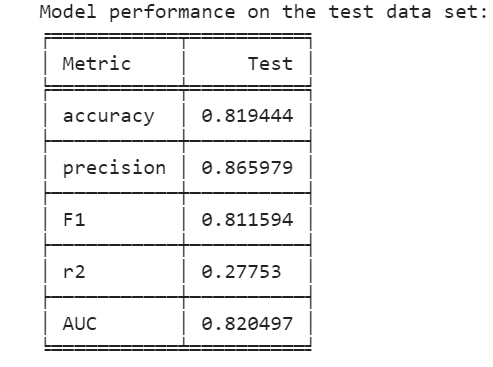 Model performance on the test data set:
Metric Test
accuracy 0.819444
precision 0.865979
F1 0.811594
r2 0.27753
AUC 0.820497